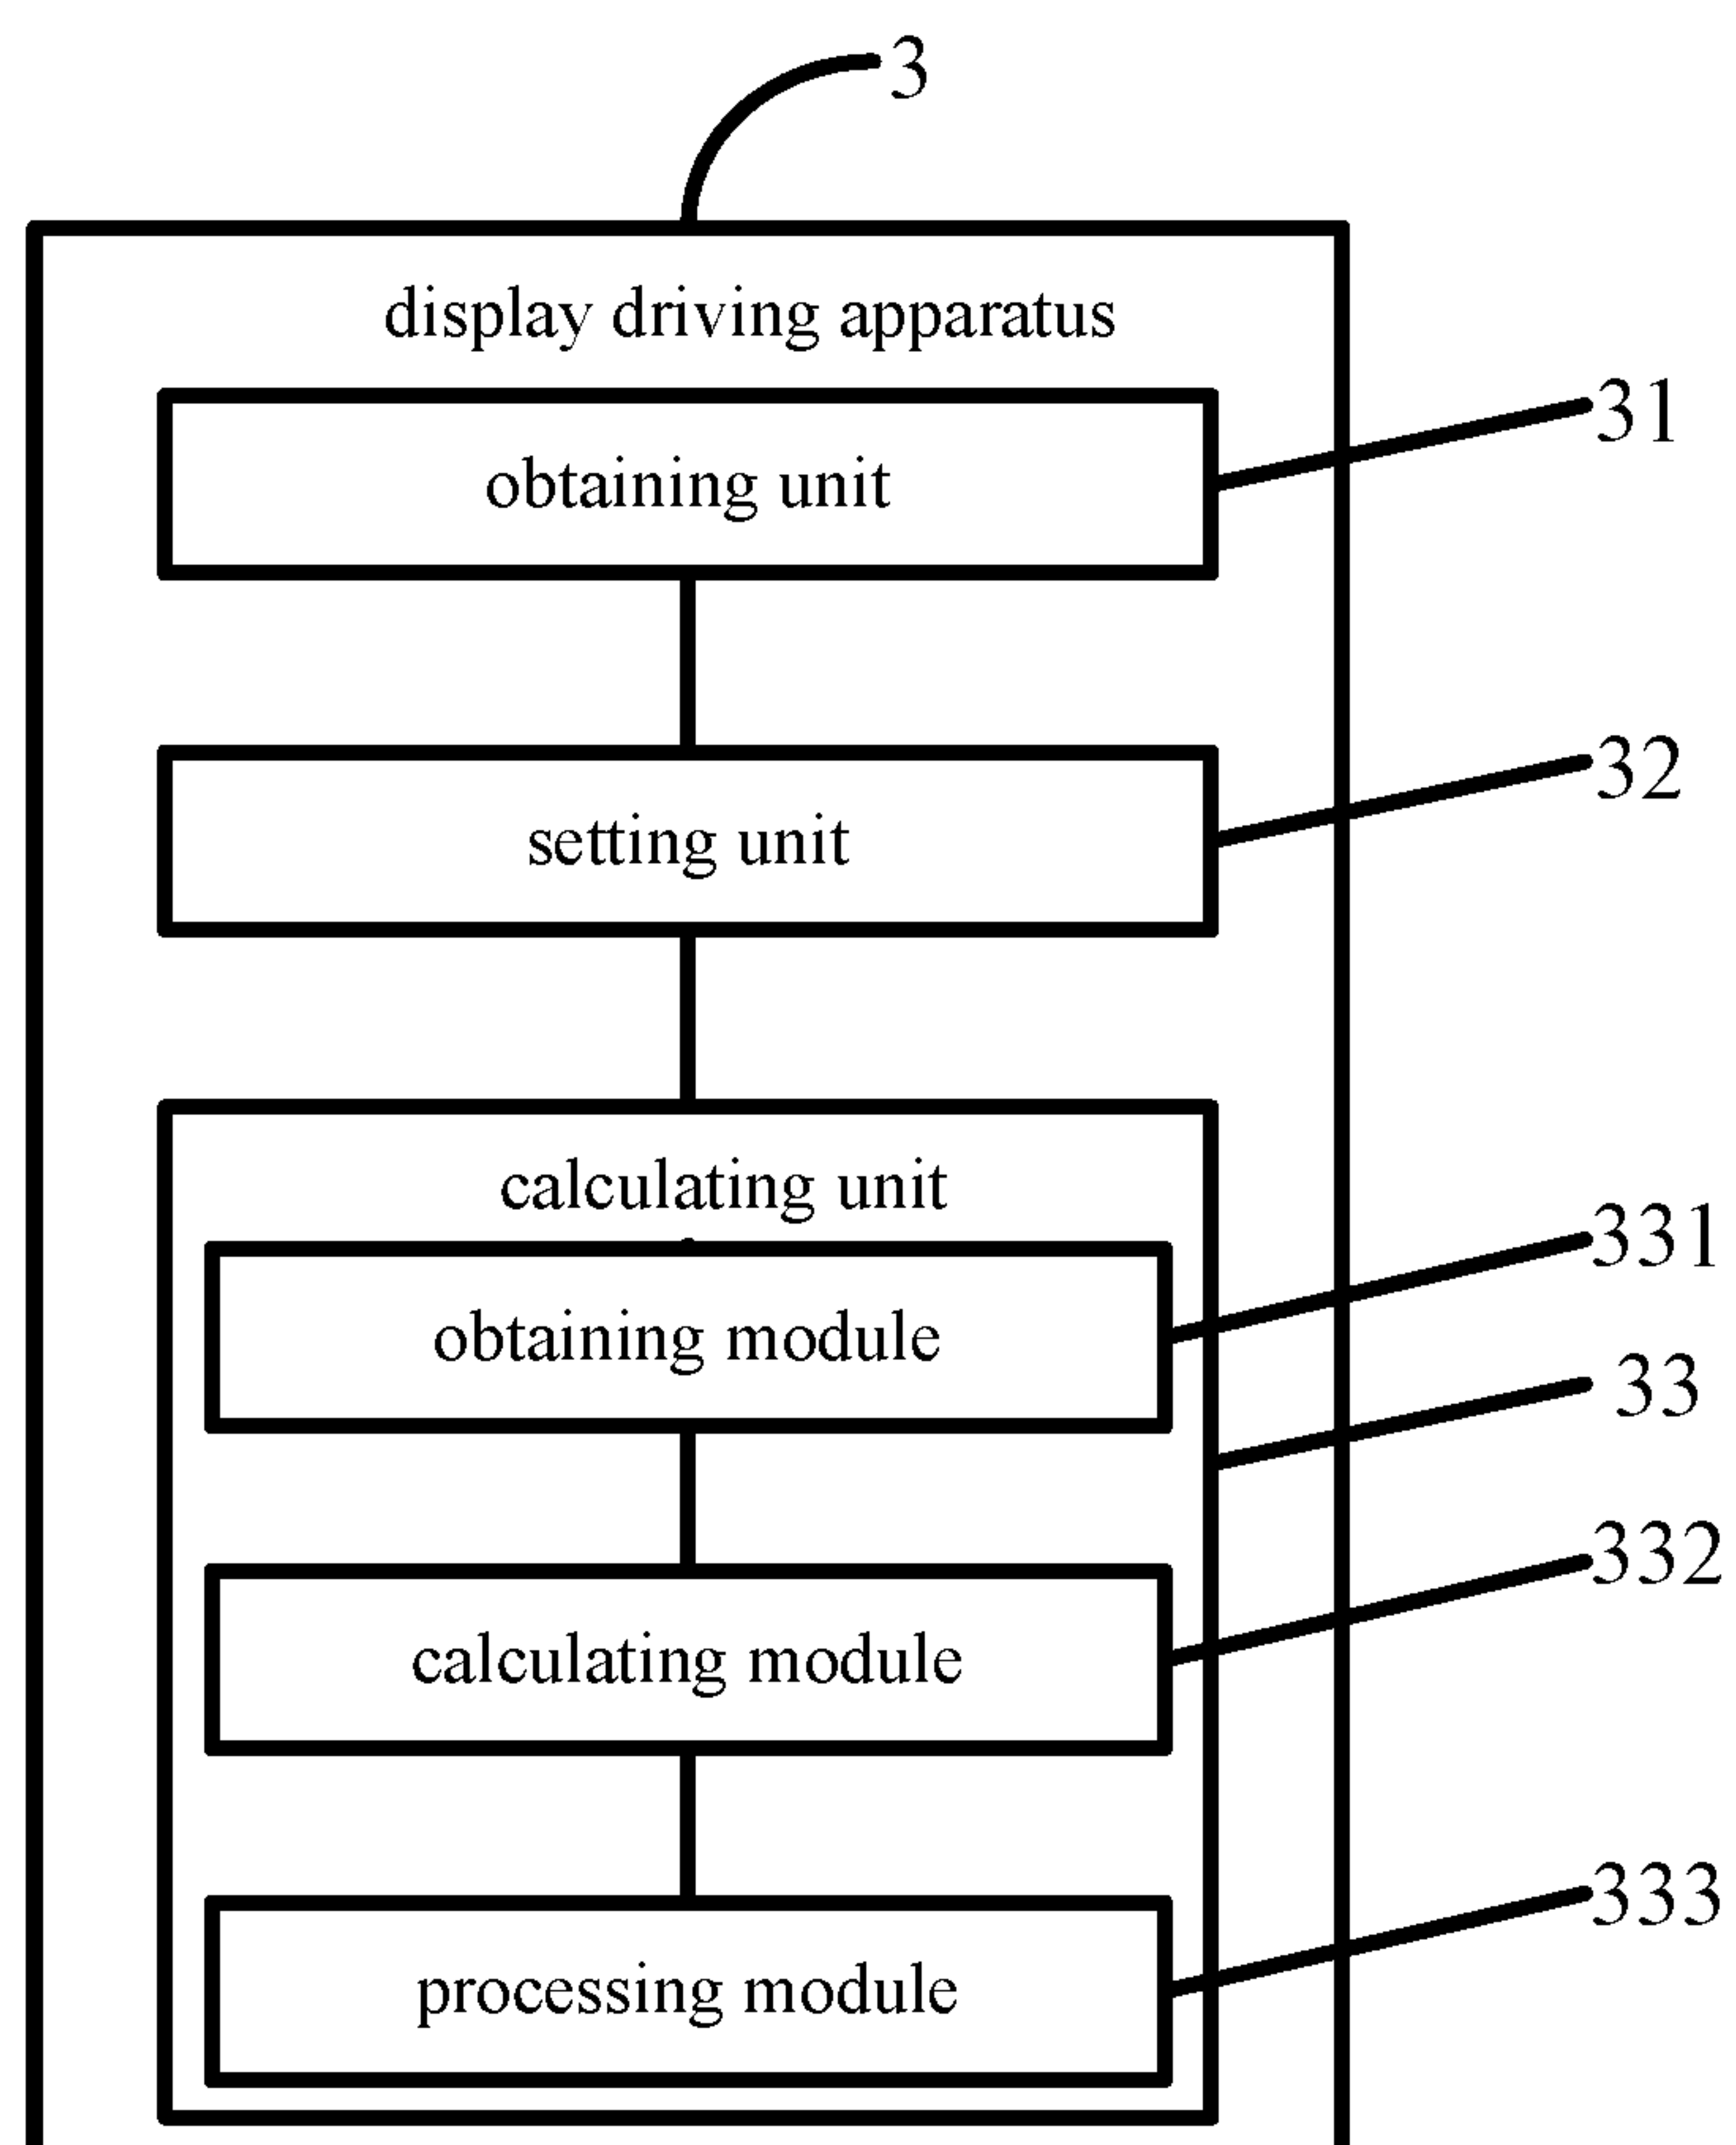 3
display driving apparatus
31
obtaining unit
32
setting unit
calculating unit
331
obtaining module
33
332
calculating module
333
processing module